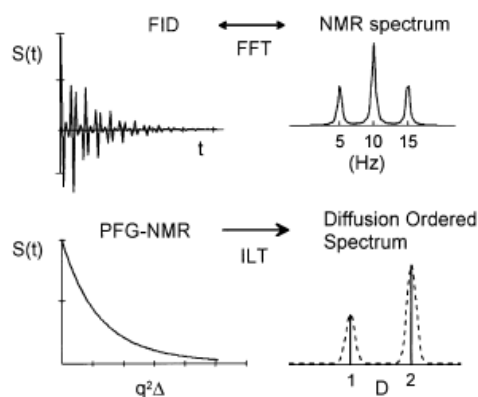 FID
FFT
NMR spectrum
S(t)
t
5 10 15
(Hz)
PFG-NMR
ILT
Diffusion Ordered
Spectrum
S(t)
q²Δ
1 D 2